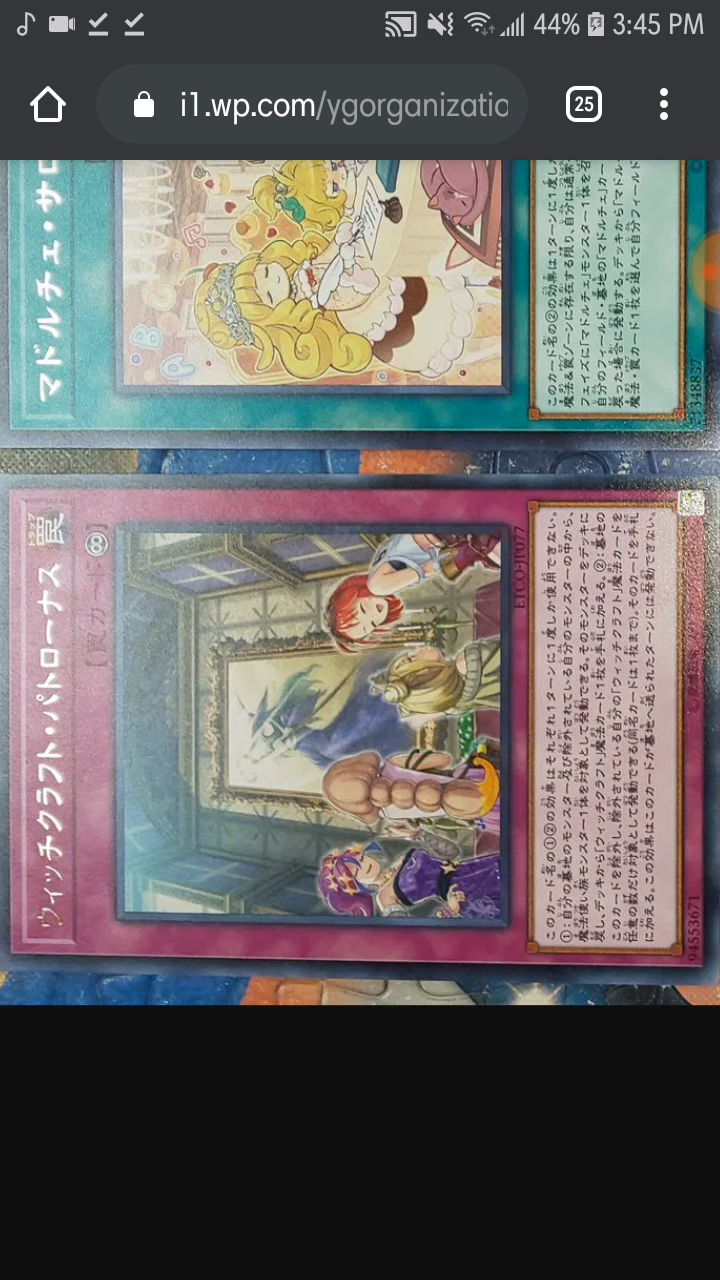 44% 3:45 PM
i1.wp.com/ygorganizatio
25
マドルチェ・サロ
このカード名の②の効果は1ターンに1度し
魔法&罠ゾーンに存在する限り、自分は通常
フェイズに「マドルチェ」モンスター1体を召
自分のフィールド・墓地の「マドルチェ」カー
戻った場合に発動する。デッキから「マドル
魔法・罠カード1枚を選んで自分フィールド
ウィッチクラフト・パトローナス
罠
トラップ
【罠カード∞】
ETCO-JP077
このカード名の①②の効果はそれぞれ1ターンに1度しか使用できない。
①:自分の墓地のモンスター及び除外されている自分のモンスターの中から、
魔法使い族モンスター1体を対象として発動できる。そのモンスターをデッキに
戻し、デッキから「ウィッチクラフト」魔法カード1枚を手札に加える。②:墓地の
このカードを除外し、除外されている自分の「ウィッチクラフト」魔法カードを
任意の数だけ対象として発動できる(同名カードは1枚まで)。そのカードを手札
に加える。この効果はこのカードが墓地へ送られたターンには発動できない。
94553671